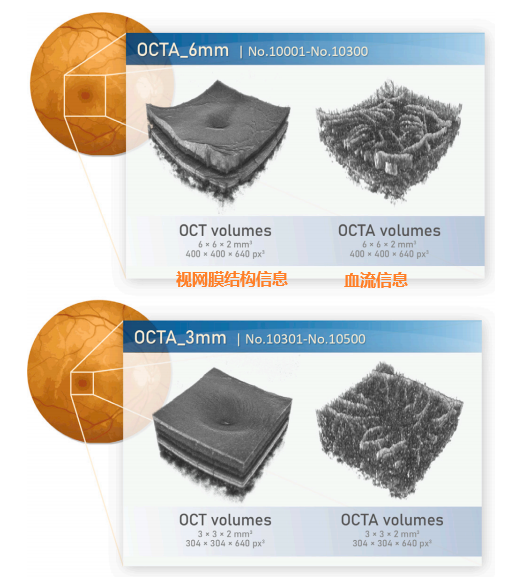 OCTA_6mm | No.10001-No.10300
OCT volumes OCTA volumes
6 × 6 × 2 mm³ 6 × 6 × 2 mm³
400 × 400 × 640 px³ 400 × 400 × 640 px³
视网膜结构信息 血流信息
OCTA_3mm | No.10301-No.10500
OCT volumes OCTA volumes
3 × 3 × 2 mm³ 3 × 3 × 2 mm³
304 × 304 × 640 px³ 304 × 304 × 640 px³